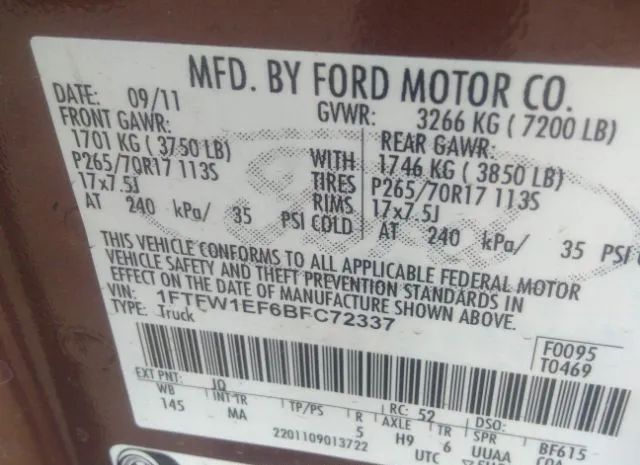 MFD. BY FORD MOTOR CO.
DATE: 09/11 GVWR: 3266 KG ( 7200 LB)
FRONT GAWR: REAR GAWR:
1701 KG ( 3750 LB) WITH 1746 KG ( 3850 LB)
P265/70R17 113S TIRES P265/70R17 113S
17x7.5J RIMS 17x7.5J
AT 240 kPa/ 35 PSI COLD AT 240 kPa/ 35 PSI
THIS VEHICLE CONFORMS TO ALL APPLICABLE FEDERAL MOTOR
VEHICLE SAFETY AND THEFT PREVENTION STANDARDS IN
EFFECT ON THE DATE OF MANUFACTURE SHOWN ABOVE.
VIN: 1FTFW1EF6BFC72337
TYPE: Truck
F0095
T0469
EXT PNT: JQ RC: 52 DSO:
WB INT TR TP/PS R AXLE TR SPR BF615
145 MA 5 H9 6 UUAA
2201109013722 UTC